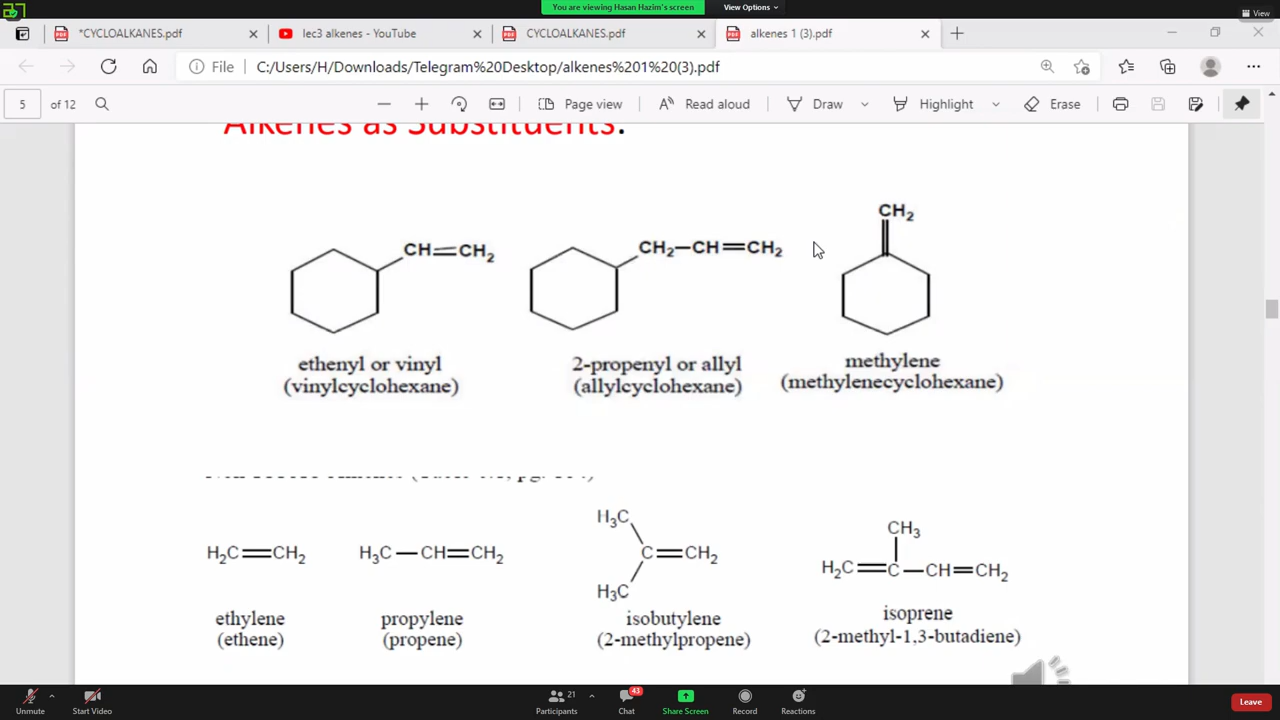 You are viewing Hasan Hazim's screen
View Options
View
*CYCLOALKANES.pdf
lec3 alkenes - YouTube
CYCLOALKANES.pdf
alkenes 1 (3).pdf
File
C:/Users/H/Downloads/Telegram%20Desktop/alkenes%201%20(3).pdf
5 of 12
Page view
Read aloud
Draw
Highlight
Erase
Alkenes as Substituents:
CH=CH2
CH2-CH=CH2
CH2
ethenyl or vinyl
(vinylcyclohexane)
2-propenyl or allyl
(allylcyclohexane)
methylene
(methylenecyclohexane)
H2C=CH2
H3C-CH=CH2
H3C
C=CH2
H3C
CH3
H2C=C-CH=CH2
ethylene
(ethene)
propylene
(propene)
isobutylene
(2-methylpropene)
isoprene
(2-methyl-1,3-butadiene)
Unmute
Start Video
21
Participants
43
Chat
Share Screen
Record
Reactions
Leave